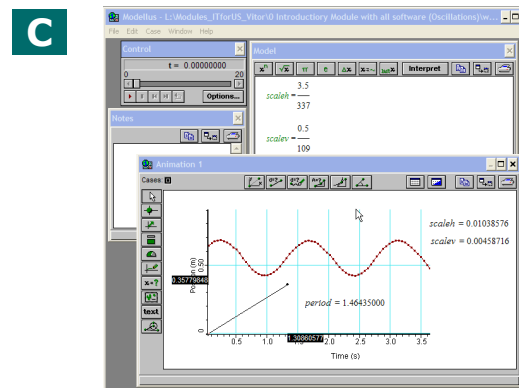 C
Modellus - L:\Modules_ITforUS_Vitor\0 Introductiory Module with all software (Oscillations)\w...
File Edit Case Window Help
Control
t = 0.00000000
0 20
Options...
Notes
Model
Interpret
scaleh = 3.5
337
scalev = 0.5
109
Animation 1
Cases:
text
x=?
scaleh = 0.01038576
scalev = 0.00458716
period = 1.46435000
Position (m)
0.50
0.35779848
0
1.30860577
0.5 1.0 2.0 2.5 3.0 3.5
Time (s)